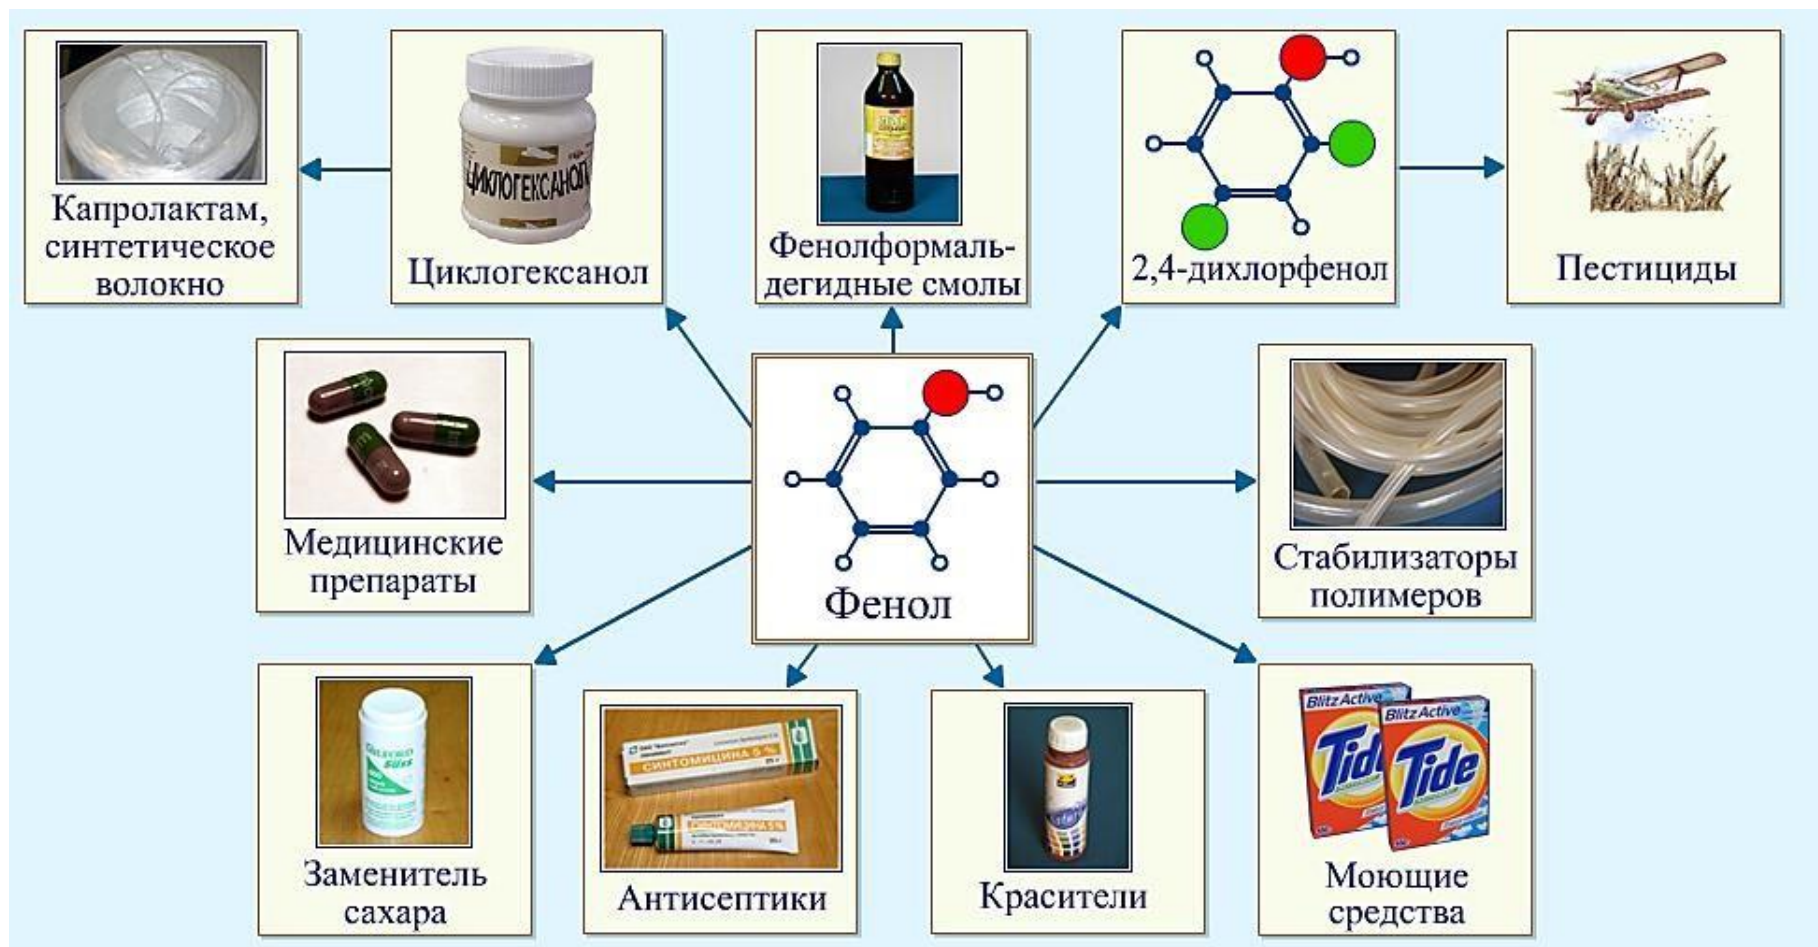 ЦИКЛОГЕКСАНОЛ
Капролактам,
синтетическое
волокно
Циклогексанол
Фенолформаль-
дегидные смолы
2,4-дихлорфенол
Пестициды
Медицинские
препараты
Фенол
Стабилизаторы
полимеров
süss
Заменитель
сахара
СИНТОМИЦИНА 5 %
Антисептики
Красители
Blitz Active
Tide
Blitz Active
Tide
Моющие
средства